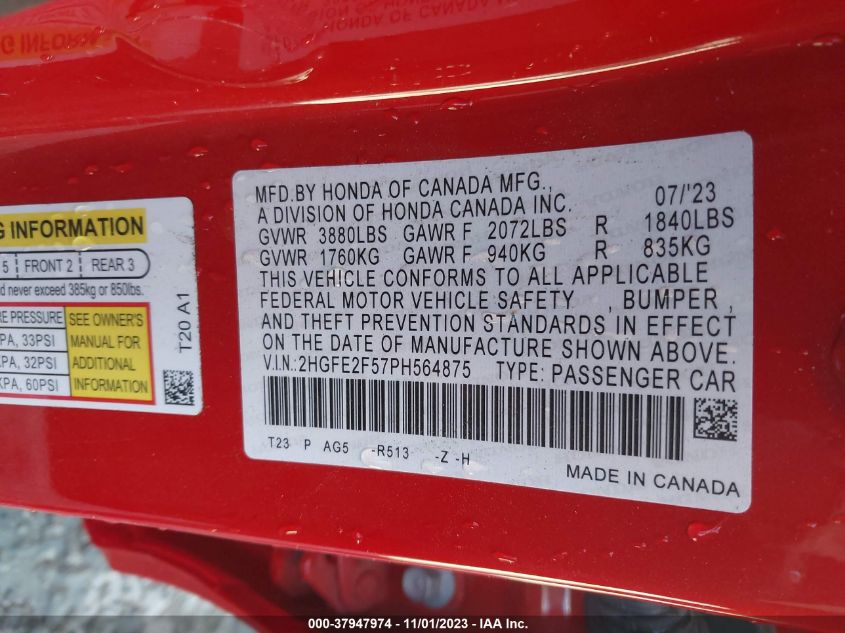 G INFORMATION
5 FRONT 2 REAR 3
d never exceed 385kg or 850lbs.
RE PRESSURE SEE OWNER'S
PA, 33PSI MANUAL FOR
KPA, 32PSI ADDITIONAL
KPA, 60PSI INFORMATION
T20 A1
MFD.BY HONDA OF CANADA MFG., 07/'23
A DIVISION OF HONDA CANADA INC.
GVWR 3880LBS GAWR F 2072LBS R 1840LBS
GVWR 1760KG GAWR F 940KG R 835KG
THIS VEHICLE CONFORMS TO ALL APPLICABLE
FEDERAL MOTOR VEHICLE SAFETY , BUMPER ,
AND THEFT PREVENTION STANDARDS IN EFFECT
ON THE DATE OF MANUFACTURE SHOWN ABOVE.
V.I.N.:2HGFE2F57PH564875 TYPE: PASSENGER CAR
T23 P AG5 -R513 -Z -H
MADE IN CANADA
000-37947974 - 11/01/2023 - IAA Inc.